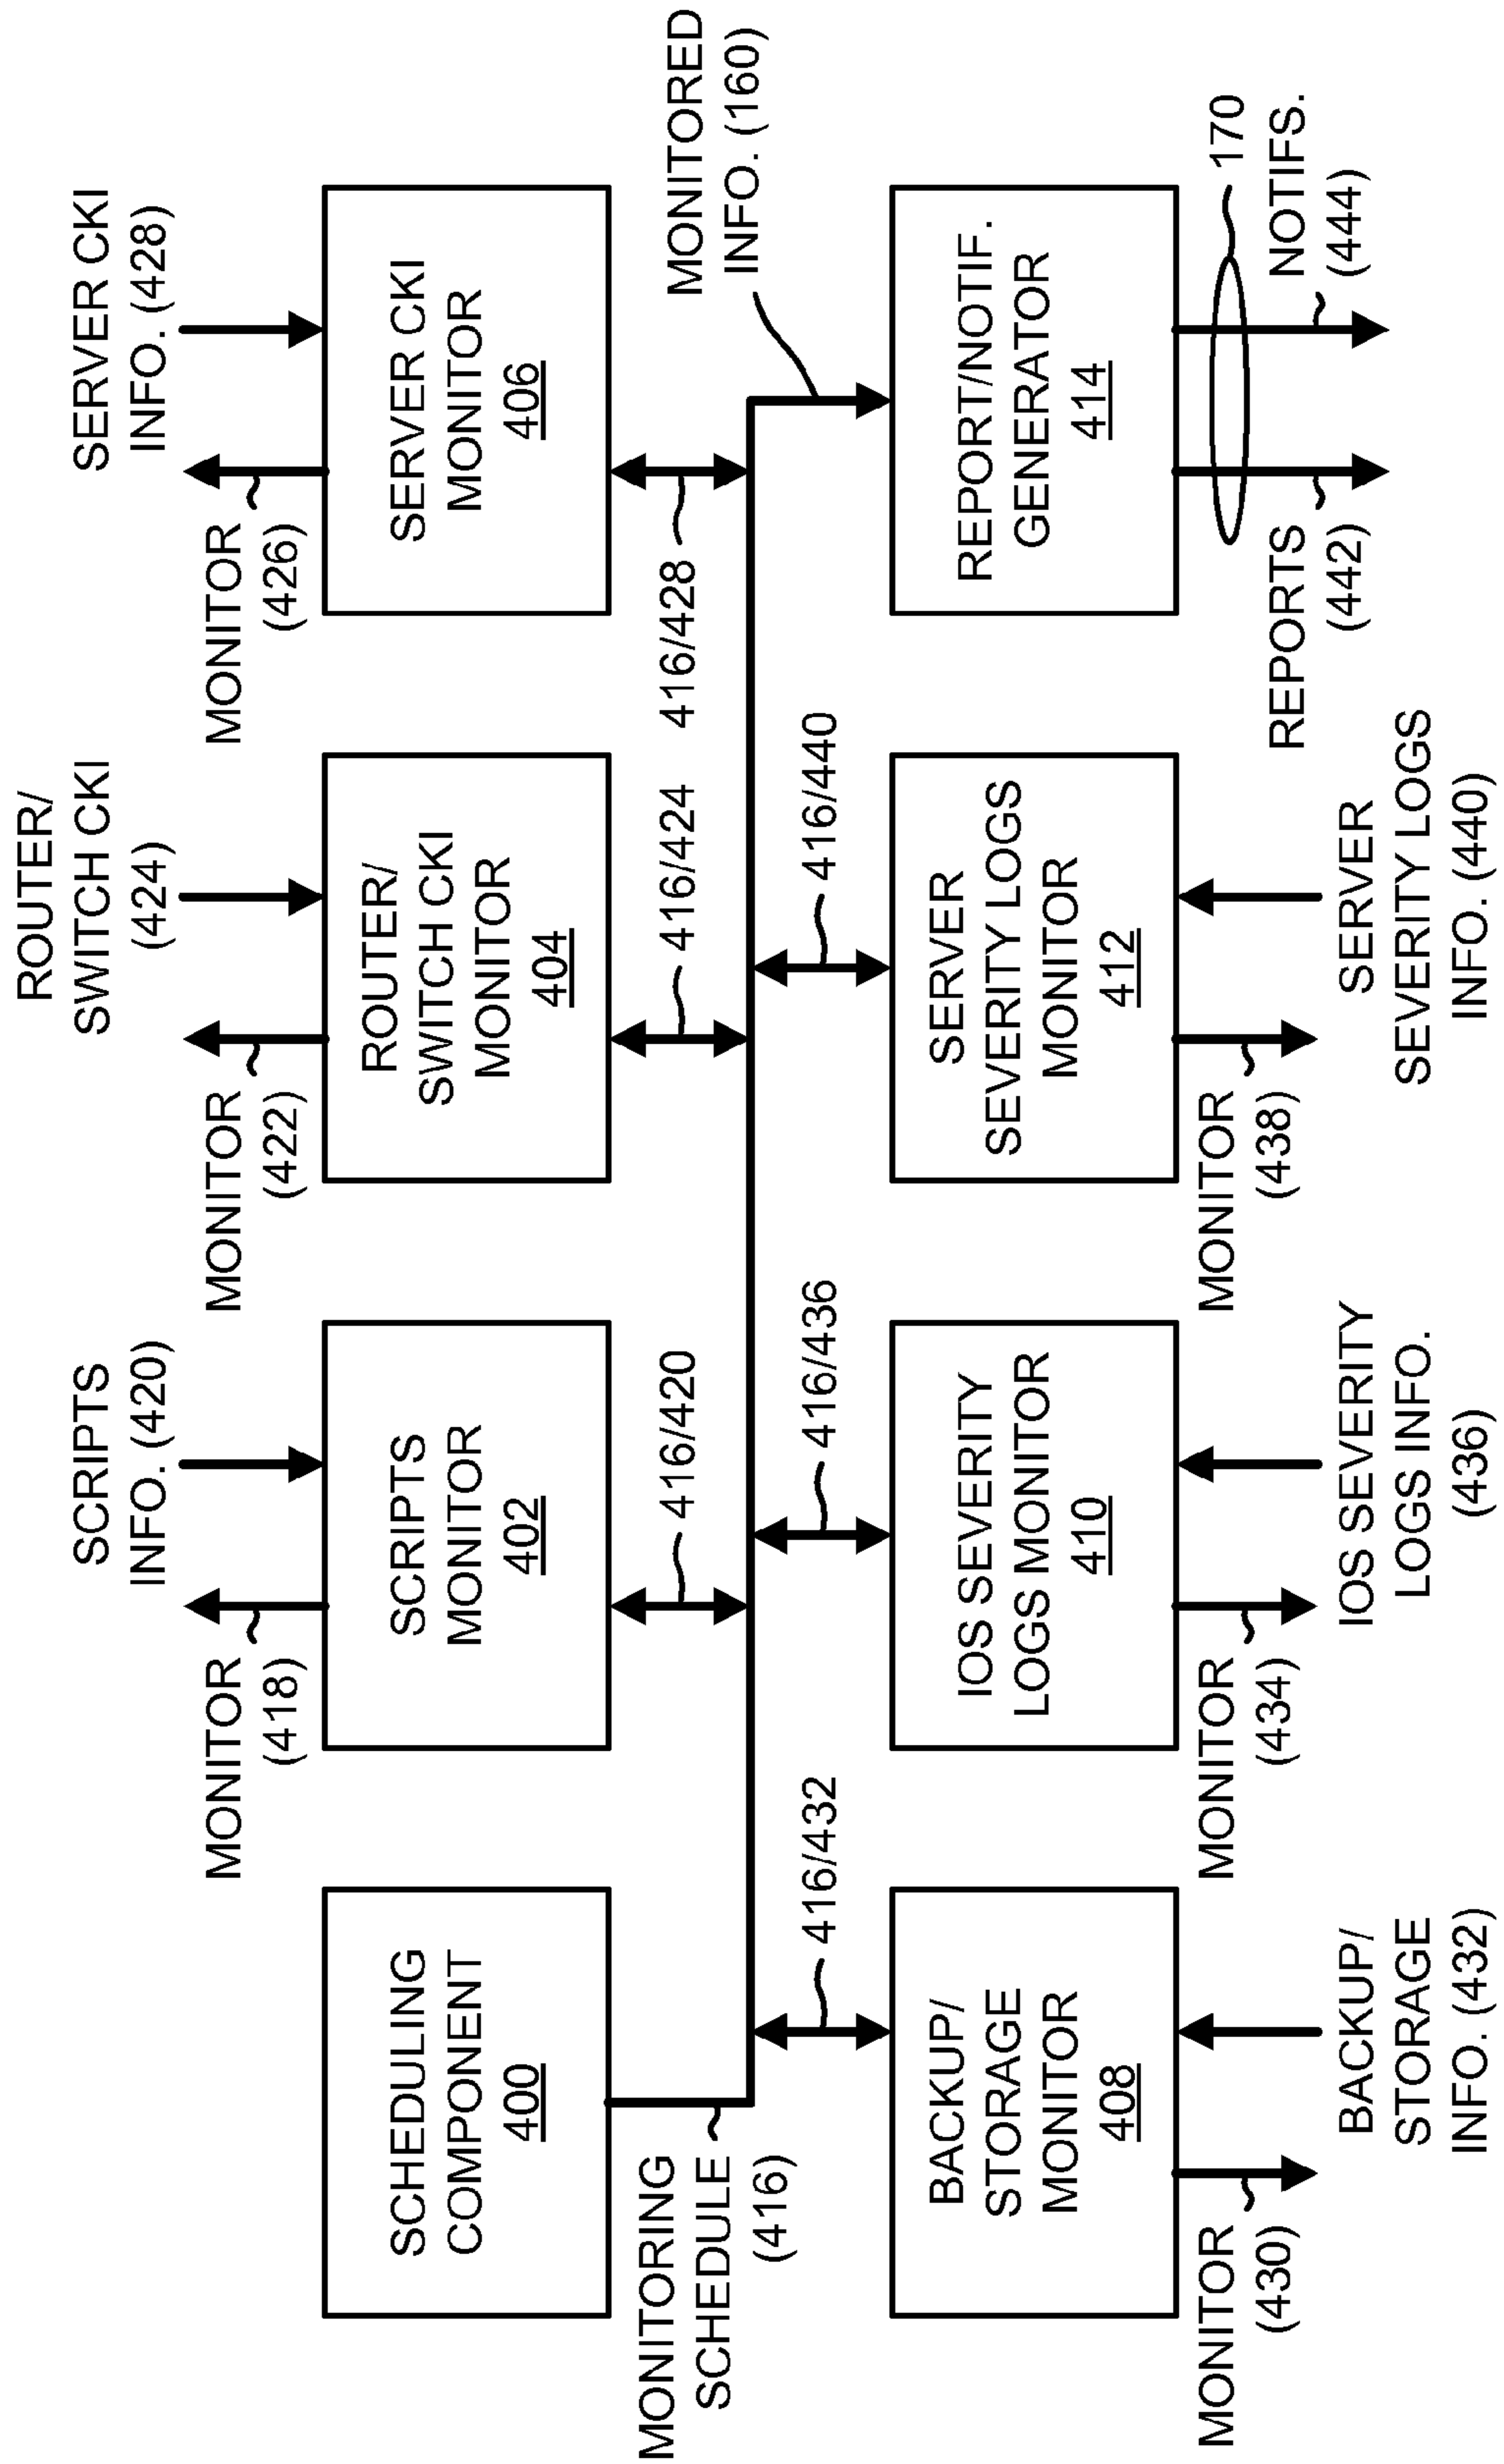 SCRIPTS
INFO. (420)
ROUTER/
SWITCH CKI
(424)
SERVER CKI
INFO. (428)
MONITOR
(418)
MONITOR
(422)
MONITOR
(426)
SCHEDULING
COMPONENT
400
SCRIPTS
MONITOR
402
ROUTER/
SWITCH CKI
MONITOR
404
SERVER CKI
MONITOR
406
MONITORING
SCHEDULE
(416)
416/420
416/424
416/428
MONITORED
INFO. (160)
416/432
416/436
416/440
BACKUP/
STORAGE
MONITOR
408
IOS SEVERITY
LOGS MONITOR
410
SERVER
SEVERITY LOGS
MONITOR
412
REPORT/NOTIF.
GENERATOR
414
170
MONITOR
(430)
MONITOR
(434)
MONITOR
(438)
REPORTS
(442)
NOTIFS.
(444)
BACKUP/
STORAGE
INFO. (432)
IOS SEVERITY
LOGS INFO.
(436)
SERVER
SEVERITY LOGS
INFO. (440)